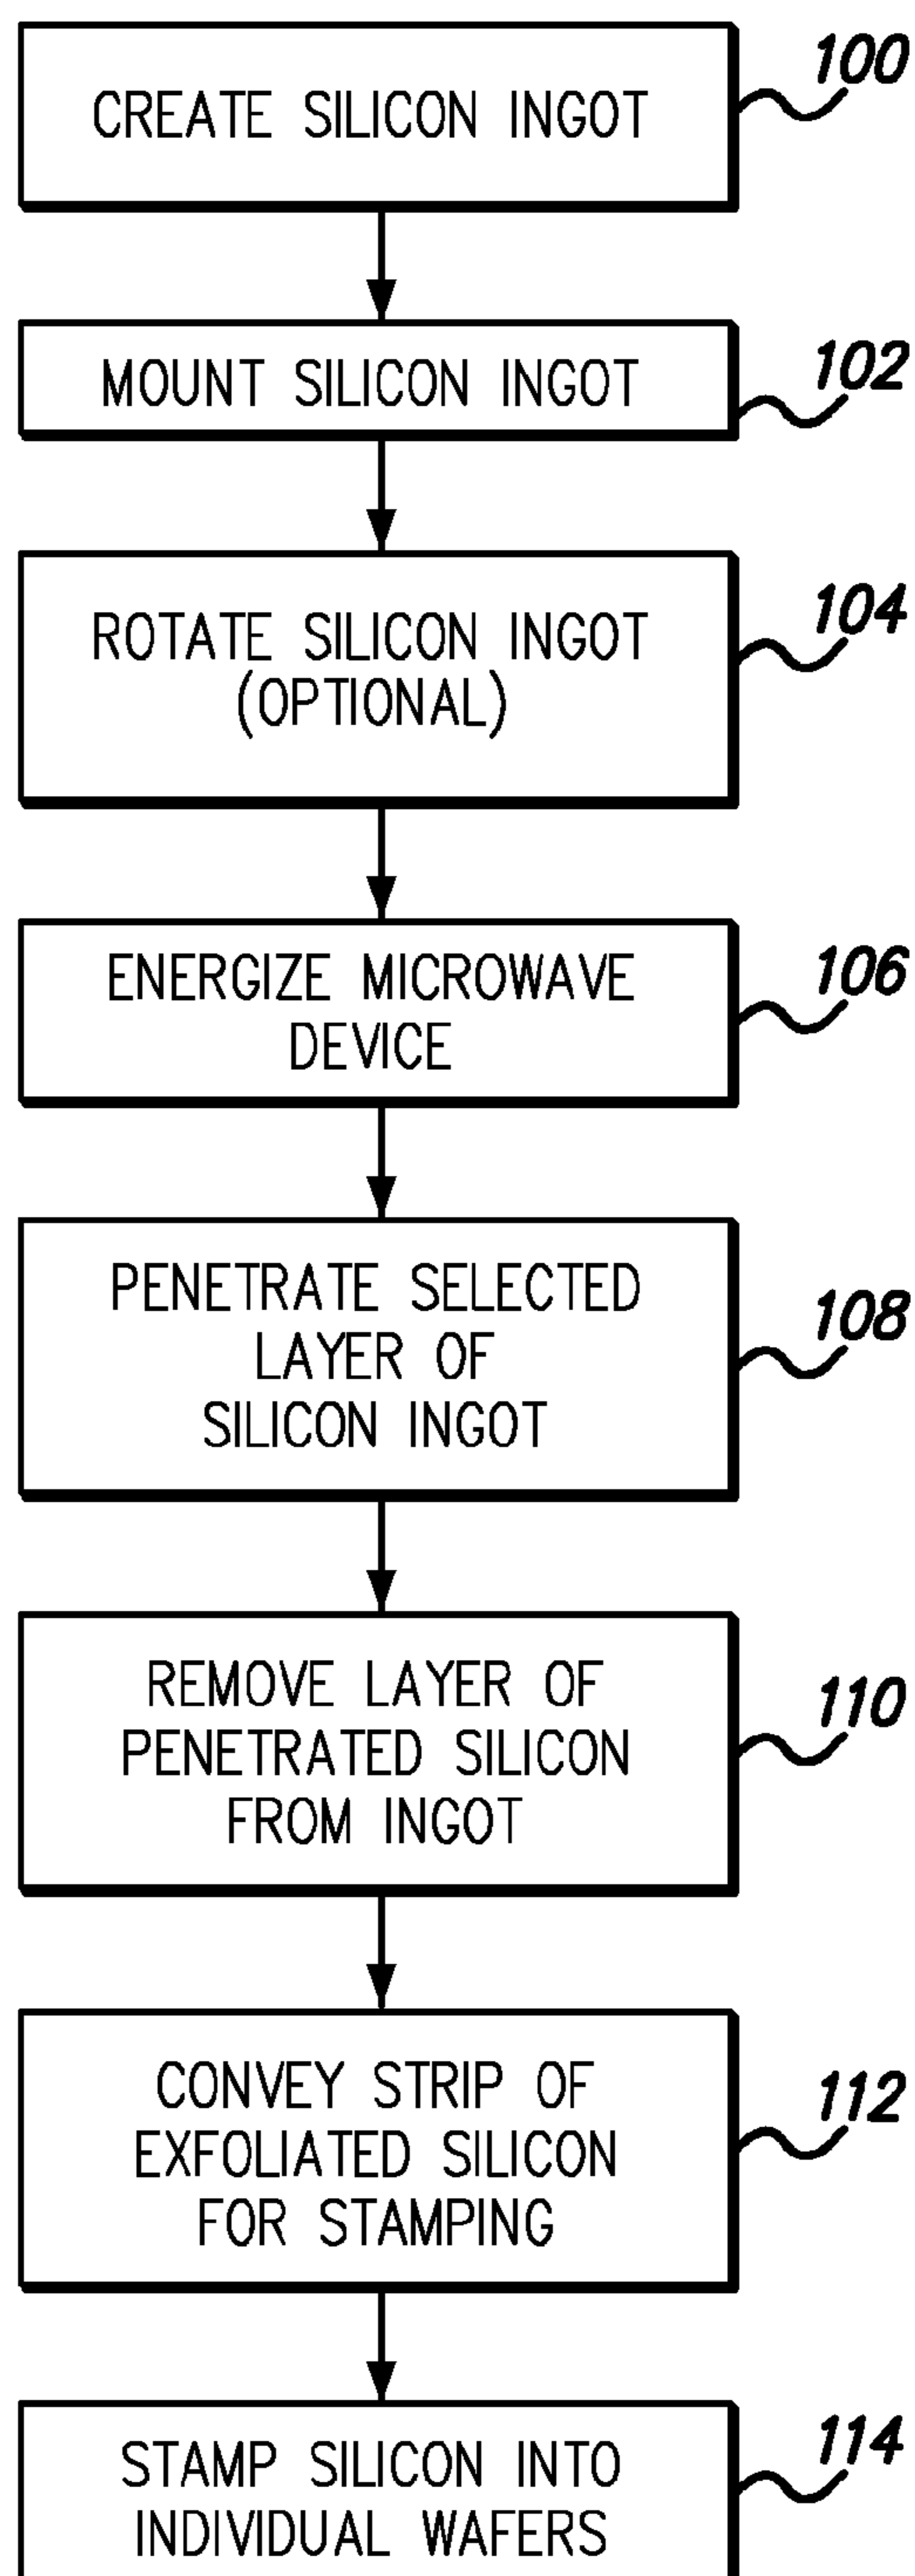 CREATE SILICON INGOT
100
MOUNT SILICON INGOT
102
ROTATE SILICON INGOT
(OPTIONAL)
104
ENERGIZE MICROWAVE
DEVICE
106
PENETRATE SELECTED
LAYER OF
SILICON INGOT
108
REMOVE LAYER OF
PENETRATED SILICON
FROM INGOT
110
CONVEY STRIP OF
EXFOLIATED SILICON
FOR STAMPING
112
STAMP SILICON INTO
INDIVIDUAL WAFERS
114